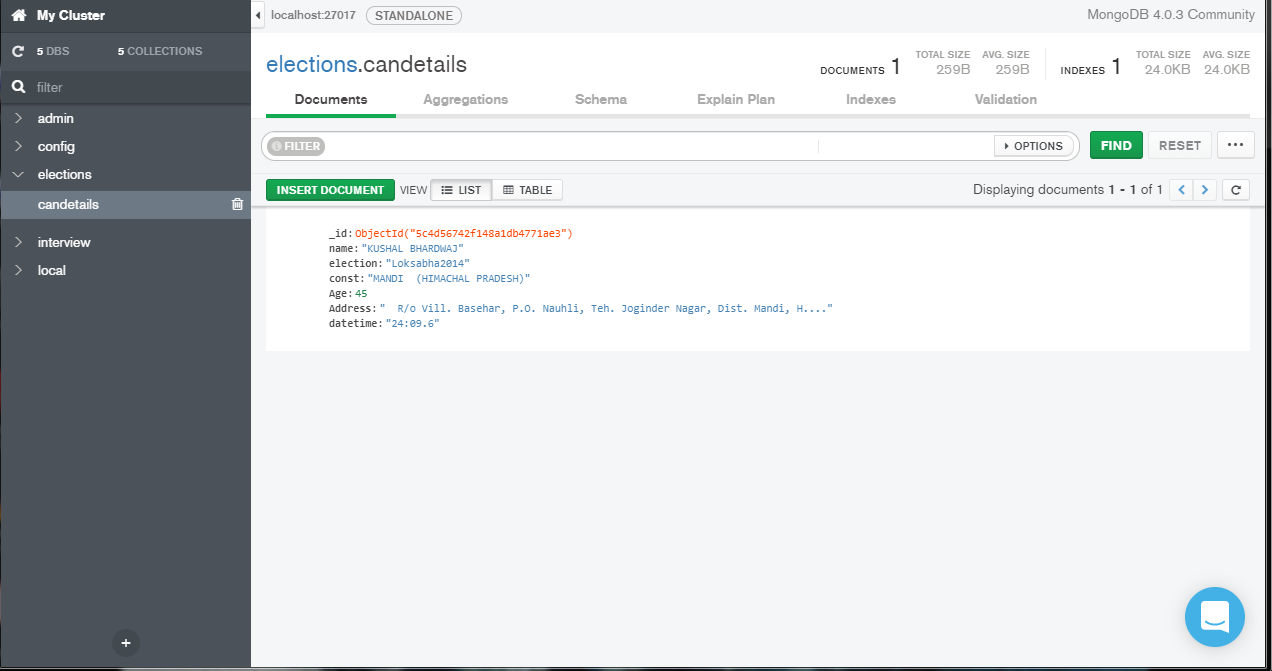 My Cluster
localhost:27017 STANDALONE MongoDB 4.0.3 Community
5 DBS 5 COLLECTIONS
filter
elections.candetails
DOCUMENTS 1 TOTAL SIZE 259B AVG. SIZE 259B INDEXES 1 TOTAL SIZE 24.0KB AVG. SIZE 24.0KB
Documents Aggregations Schema Explain Plan Indexes Validation
admin
config
elections
candetails
interview
local
FILTER OPTIONS FIND RESET ...
INSERT DOCUMENT VIEW LIST TABLE Displaying documents 1 - 1 of 1
_id:ObjectId("5c4d56742f148a1db4771ae3")
name:"KUSHAL BHARDWAJ"
election:"Loksabha2014"
const:"MANDI  (HIMACHAL PRADESH)"
Age:45
Address:"  R/o Vill. Basehar, P.O. Nauhli, Teh. Joginder Nagar, Dist. Mandi, H...."
datetime:"24:09.6"